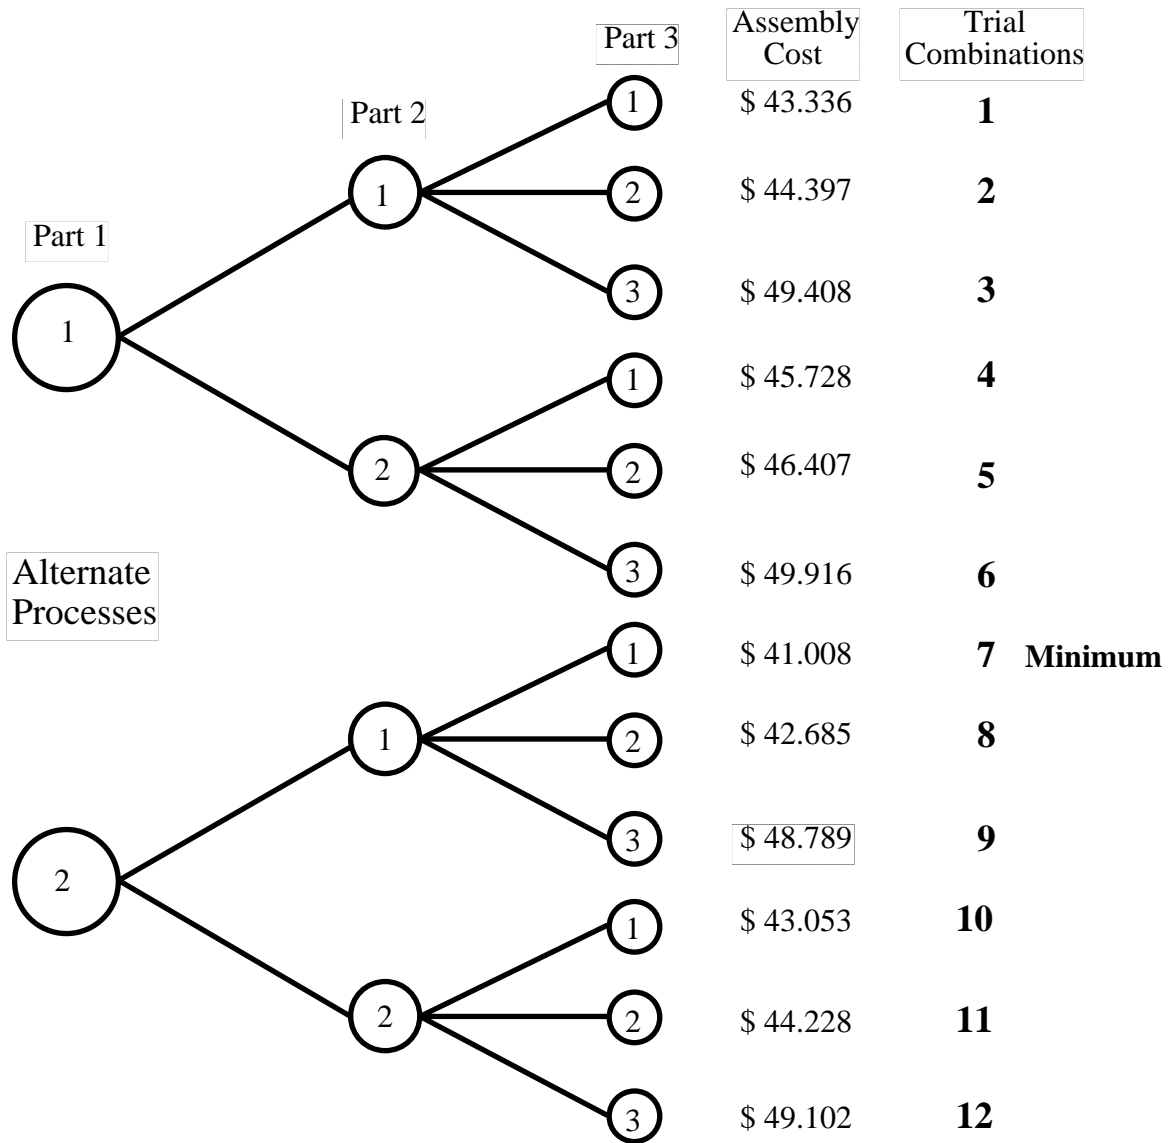 Part 3
Assembly
Cost
Trial
Combinations
Part 2
Part 1
1
1
2
1
2
3
1
2
3
$ 43.336 1
$ 44.397 2
$ 49.408 3
$ 45.728 4
$ 46.407 5
$ 49.916 6
Alternate
Processes
2
1
2
1
2
3
1
2
3
$ 41.008 7 Minimum
$ 42.685 8
$ 48.789 9
$ 43.053 10
$ 44.228 11
$ 49.102 12